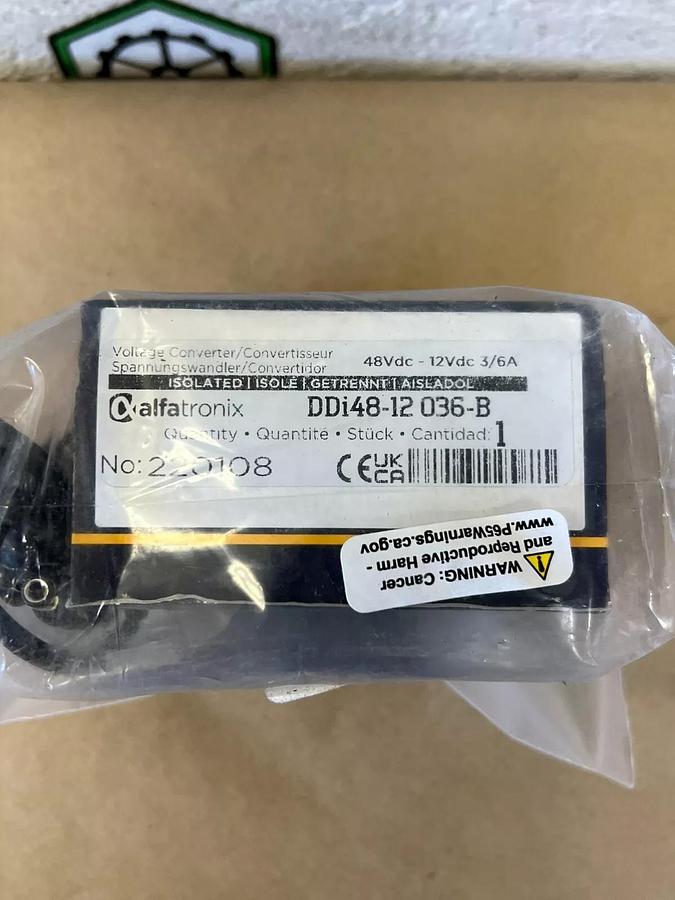 Voltage Converter/Convertisseur
Spannungswandler/Convertidor
48Vdc - 12Vdc 3/6A
ISOLATED | ISOLÉ | GETRENNT | AISLADOL
alfatronix
DDi48-12 036-B
Quantity • Quantité • Stück • Cantidad: 1
No: 220108
CE UK
CA
WARNING: Cancer
and Reproductive Harm -
www.P65Warnings.ca.gov